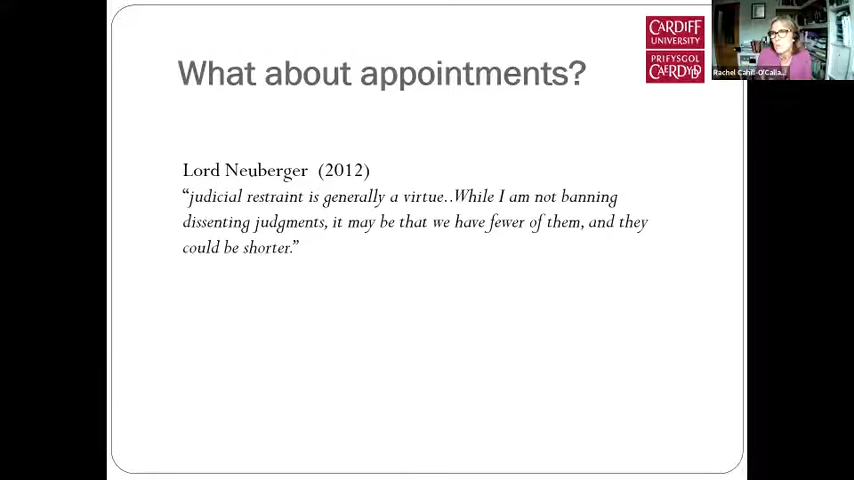 What about appointments?
CARDIFF
UNIVERSITY
PRIFYSGOL
CAERDYDD
Rachel Cahill-O'Calla...
Lord Neuberger (2012)
“judicial restraint is generally a virtue..While I am not banning
dissenting judgments, it may be that we have fewer of them, and they
could be shorter.”